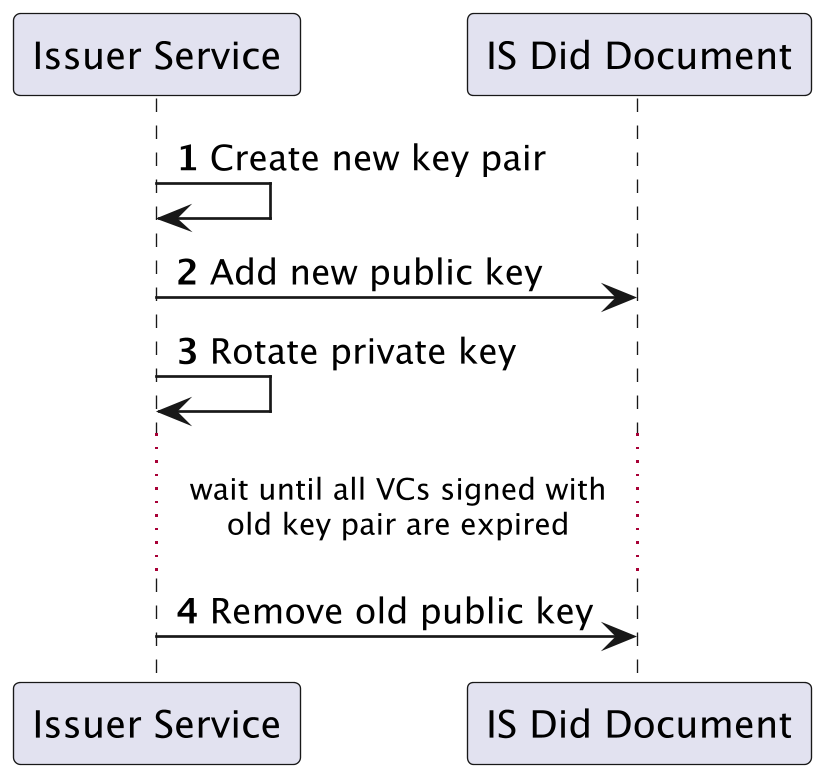 Issuer Service
IS Did Document
1 Create new key pair
2 Add new public key
3 Rotate private key
wait until all VCs signed with
old key pair are expired
4 Remove old public key
Issuer Service
IS Did Document